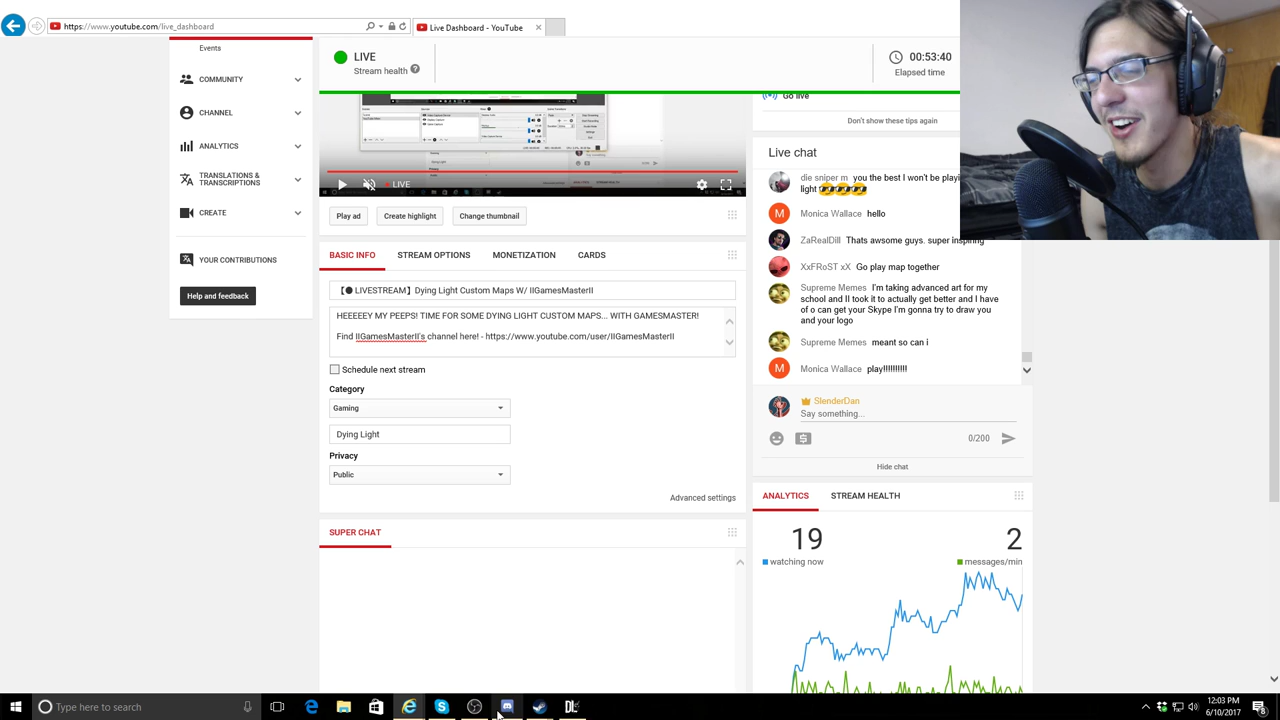 https://www.youtube.com/live_dashboard
Live Dashboard - YouTube
Events
COMMUNITY
CHANNEL
ANALYTICS
TRANSLATIONS &
TRANSCRIPTIONS
CREATE
YOUR CONTRIBUTIONS
Help and feedback
LIVE
Stream health
00:53:40
Elapsed time
LIVE
Play ad
Create highlight
Change thumbnail
BASIC INFO
STREAM OPTIONS
MONETIZATION
CARDS
【● LIVESTREAM】Dying Light Custom Maps W/ IIGamesMasterII
HEEEEEY MY PEEPS! TIME FOR SOME DYING LIGHT CUSTOM MAPS... WITH GAMESMASTER!
Find IIGamesMasterII's channel here! - https://www.youtube.com/user/IIGamesMasterII
Schedule next stream
Category
Gaming
Dying Light
Privacy
Public
Advanced settings
SUPER CHAT
Go live
Don't show these tips again
Live chat
die sniper m you the best I won't be playi
light
Monica Wallace hello
ZaRealDill Thats awsome guys. super inspiring
XxFRoST xX Go play map together
Supreme Memes I'm making advanced art for my
school and II took it to actually get better and I have
of o can get your Skype I'm gonna try to draw you
and your logo
Supreme Memes meant so can i
Monica Wallace play!!!!!!!!!!
SlenderDan
Say something...
0/200
Hide chat
ANALYTICS
STREAM HEALTH
19
watching now
2
messages/min
Type here to search
12:03 PM
6/10/2017